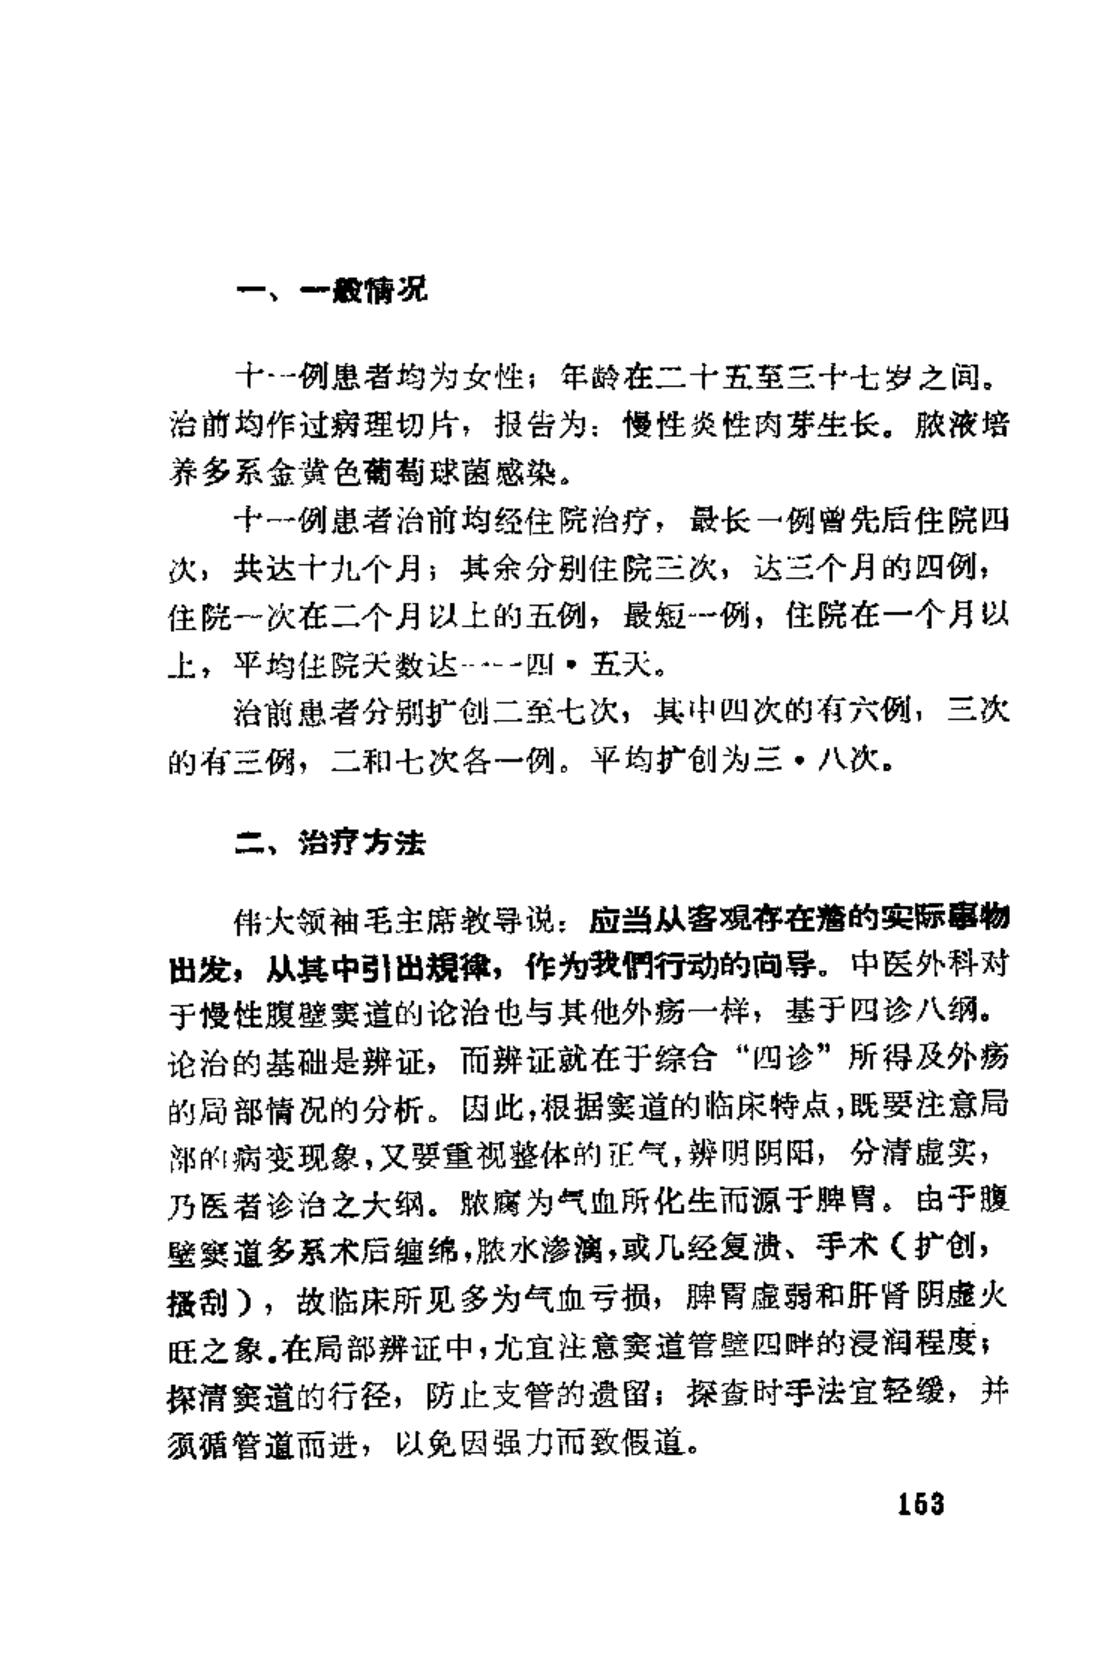 一、一般情况
十一例患者均为女性；年龄在二十五至三十七岁之间。
治前均作过病理切片，报告为：慢性炎性肉芽生长。脓液培
养多系金黄色葡萄球菌感染。
十一例患者治前均经住院治疗，最长一例曾先后住院四
次，共达十九个月；其余分别住院三次，达三个月的四例，
住院一次在二个月以上的五例，最短一例，住院在一个月以
上，平均住院天数达一一四·五天。
治前患者分别扩创二至七次，其中四次的有六例，三次
的有三例，二和七次各一例。平均扩创为三·八次。
二、治疗方法
伟大领袖毛主席教导说：应当从客观存在着的实际事物
出发，从其中引出規律，作为我們行动的向导。中医外科对
于慢性腹壁窦道的论治也与其他外疡一样，基于四诊八纲。
论治的基础是辨证，而辨证就在于综合“四诊”所得及外疡
的局部情况的分析。因此，根据窦道的临床特点，既要注意局
部的病变现象，又要重视整体的正气，辨明阴阳，分清虚实，
乃医者诊治之大纲。脓腐为气血所化生而源于脾胃。由于腹
壁窦道多系术后缠绵，脓水渗漓，或几经复溃、手术（扩创，
搔刮），故临床所见多为气血亏损，脾胃虚弱和肝肾阴虚火
旺之象。在局部辨证中，尤宜注意窦道管壁四畔的浸润程度；
探清窦道的行径，防止支管的遗留；探查时手法宜轻缓，并
须循管道而进，以免因强力而致假道。
153